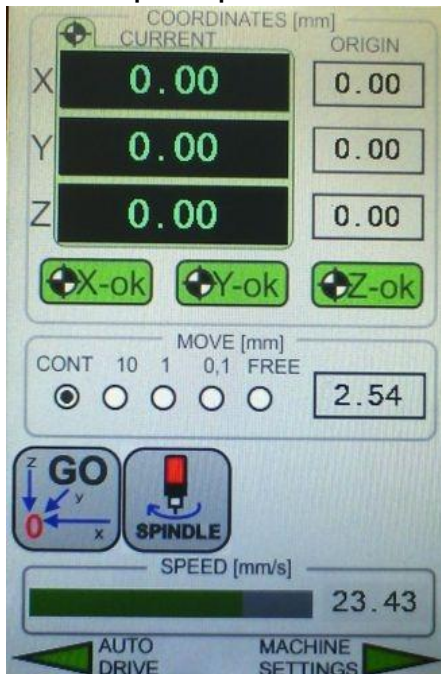 COORDINATES [mm]
CURRENT
ORIGIN
X 0.00 0.00
Y 0.00 0.00
Z 0.00 0.00
X-ok Y-ok Z-ok
MOVE [mm]
CONT 10 1 0,1 FREE
2.54
z GO
y
0 x
SPINDLE
SPEED [mm/s]
23.43
AUTO MACHINE
DRIVE SETTINGS